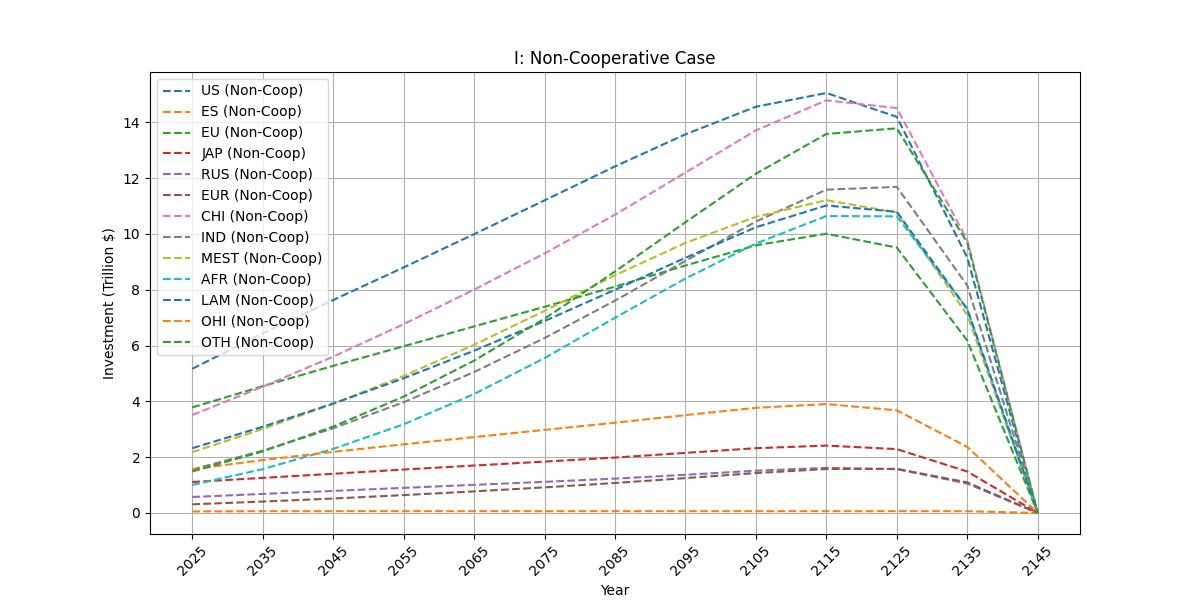 I: Non-Cooperative Case
US (Non-Coop)
ES (Non-Coop)
EU (Non-Coop)
JAP (Non-Coop)
RUS (Non-Coop)
EUR (Non-Coop)
CHI (Non-Coop)
IND (Non-Coop)
MEST (Non-Coop)
AFR (Non-Coop)
LAM (Non-Coop)
OHI (Non-Coop)
OTH (Non-Coop)
Investment (Trillion $)
14
12
10
8
6
4
2
0
2025
2035
2045
2055
2065
2075
2085
2095
2105
2115
2125
2135
2145
Year